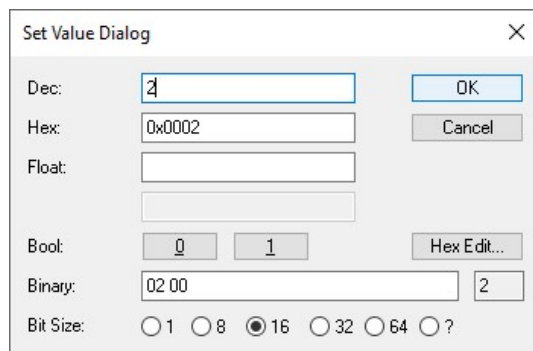 Set Value Dialog
Dec: 2 OK
Hex: 0x0002 Cancel
Float:
Bool: 0 1 Hex Edit...
Binary: 02 00 2
Bit Size: 1 8 16 32 64 ?